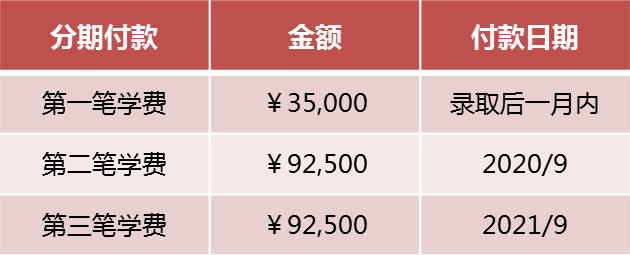 分期付款 金额 付款日期
第一笔学费 ￥35,000 录取后一月内
第二笔学费 ￥92,500 2020/9
第三笔学费 ￥92,500 2021/9